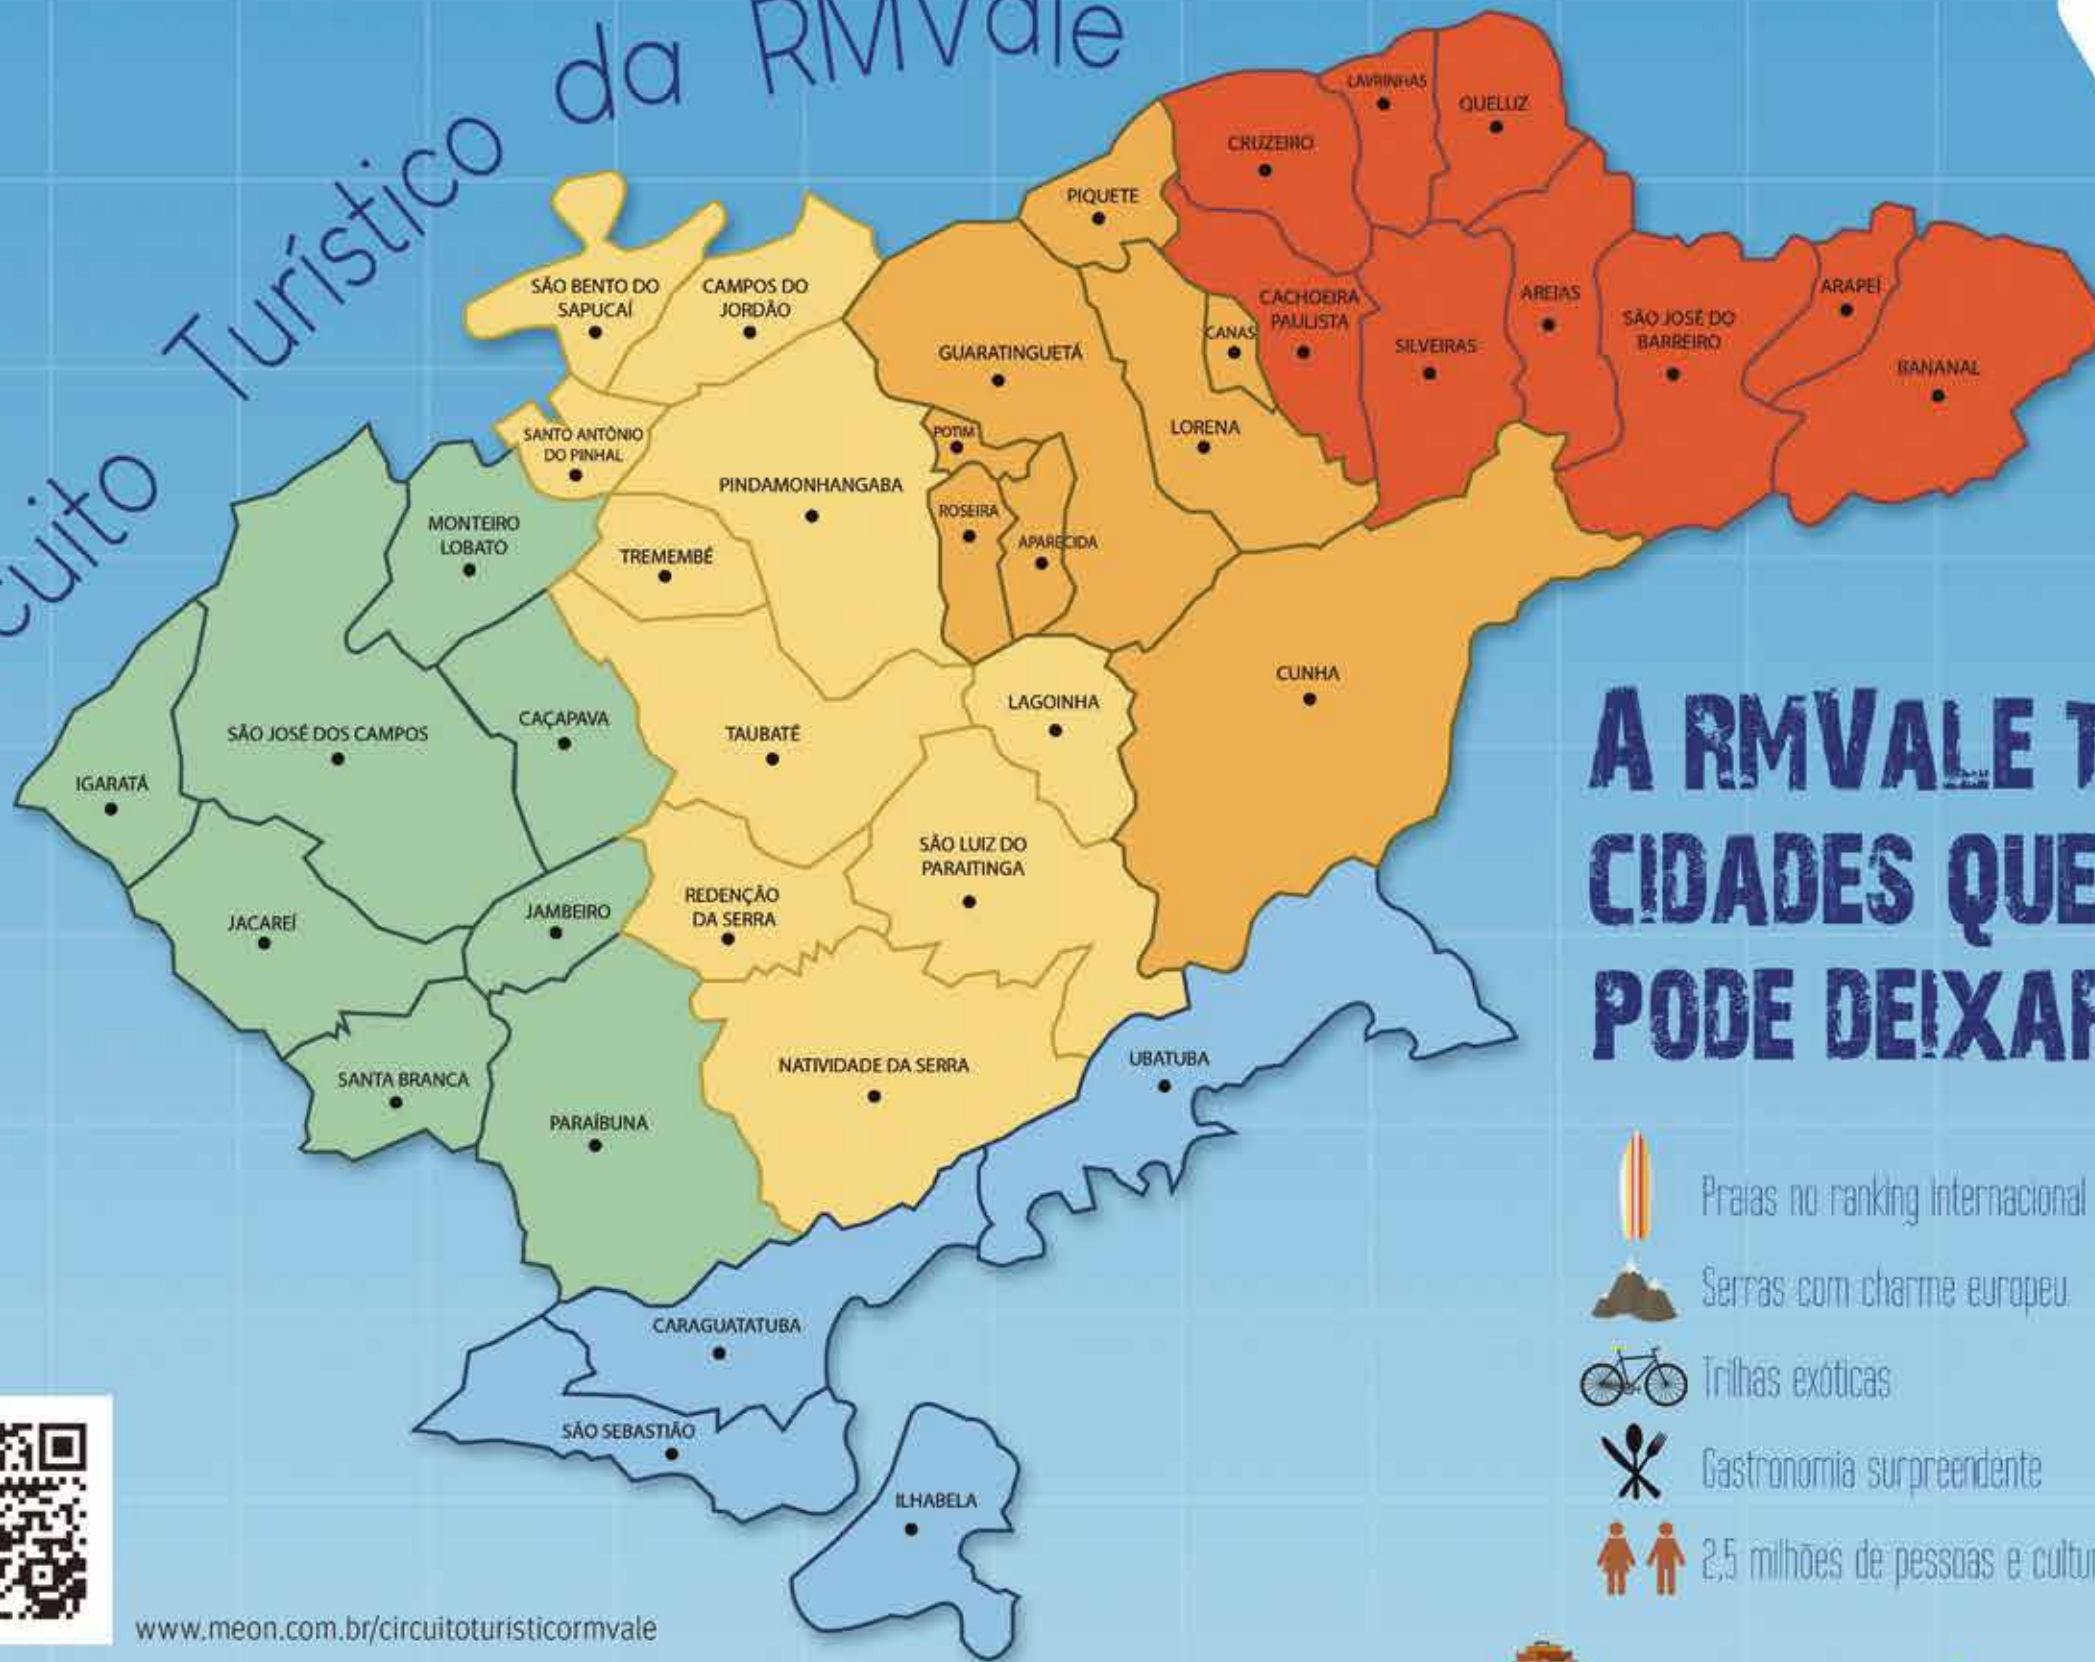 Turístico da RMVale
LAVRINHAS
QUELUZ
CRUZEIRO
PIQUETE
SÃO BENTO DO
SAPUCAÍ
CAMPOS DO
JORDÃO
CACHOEIRA
PAULISTA
CANAS
AREIAS
ARAPEÍ
SÃO JOSÉ DO
BARREIRO
SILVEIRAS
BANANAL
GUARATINGUETÁ
LORENA
POTIM
SANTO ANTÔNIO
DO PINHAL
PINDAMONHANGABA
ROSEIRA
APARECIDA
MONTEIRO
LOBATO
TREMEMBÉ
CUNHA
LAGOINHA
CAÇAPAVA
TAUBATÉ
SÃO JOSÉ DOS CAMPOS
IGARATÁ
SÃO LUIZ DO
PARAITINGA
REDENÇÃO
DA SERRA
JAMBEIRO
JACAREÍ
NATIVIDADE DA SERRA
UBATUBA
SANTA BRANCA
PARAÍBUNA
CARAGUATATUBA
SÃO SEBASTIÃO
ILHABELA
A RMVALE
CIDADES QUE
PODE DEIXAR
Praias no ranking internacional
Serras com charme europeu
Trilhas exóticas
Gastronomia surpreendente
2,5 milhões de pessoas e
www.meon.com.br/circuitoturisticormvale